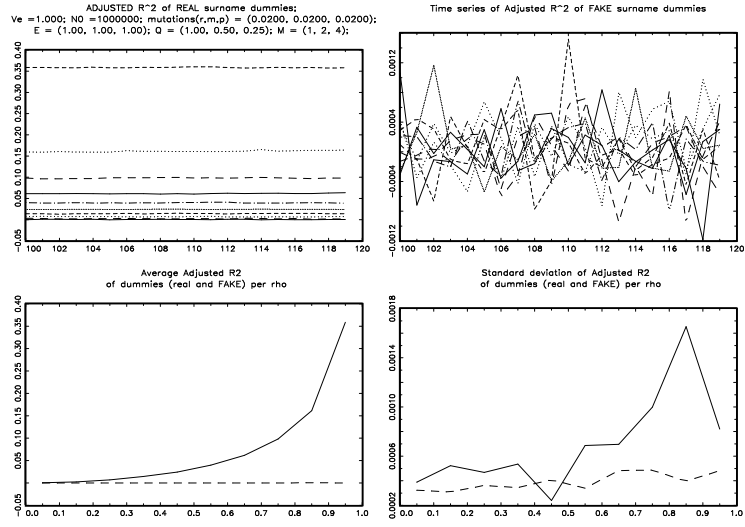 ADJUSTED R^2 of REAL surname dummies;
Ve =1.000; N0 =1000000; mutations(r,m,p) = (0.0200, 0.0200, 0.0200);
E = (1.00, 1.00, 1.00); Q = (1.00, 0.50, 0.25); M = (1, 2, 4);
0.40
0.35
0.30
0.25
0.20
0.15
0.10
0.05
0.00
-0.05
100 102 104 106 108 110 112 114 116 118 120
Time series of Adjusted R^2 of FAKE surname dummies
0.0012
0.0004
-0.0004
-0.0012
100 102 104 106 108 110 112 114 116 118 120
Average Adjusted R2
of dummies (real and FAKE) per rho
0.40
0.35
0.30
0.25
0.20
0.15
0.10
0.05
0.00
-0.05
0.0 0.1 0.2 0.3 0.4 0.5 0.6 0.7 0.8 0.9 1.0
Standard deviation of Adjusted R2
of dummies (real and FAKE) per rho
0.0018
0.0014
0.0010
0.0006
0.0002
0.0 0.1 0.2 0.3 0.4 0.5 0.6 0.7 0.8 0.9 1.0